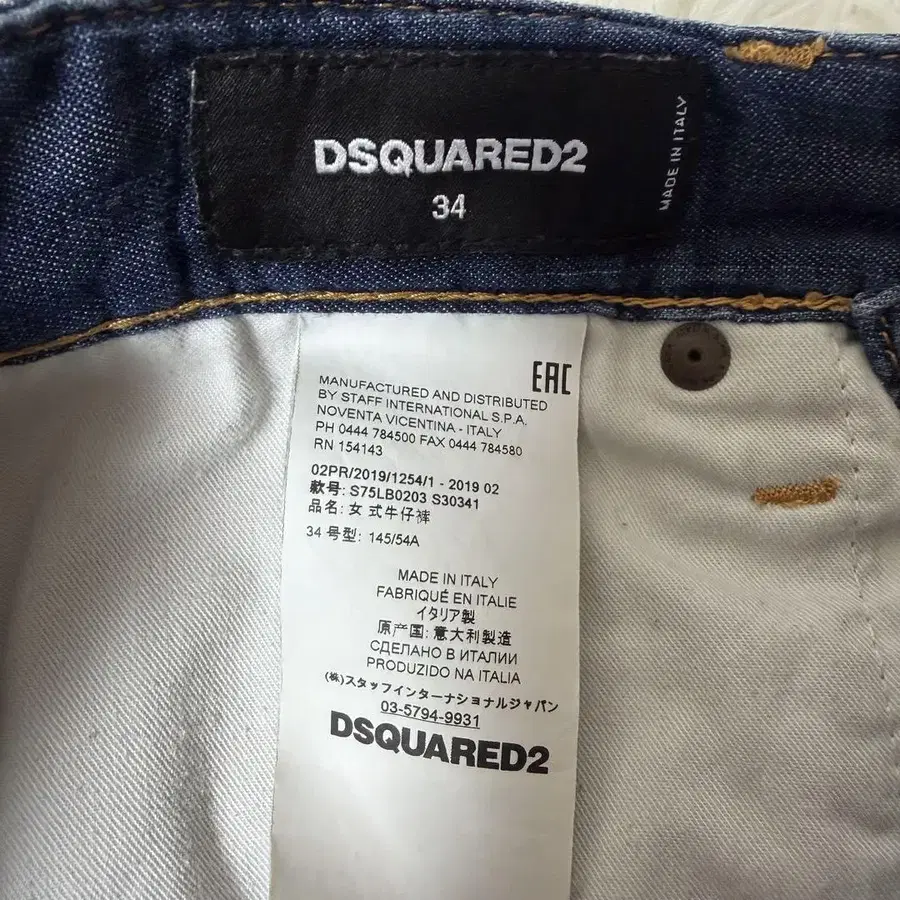 DSQUARED2
34
MADE IN ITALY
EAC
MANUFACTURED AND DISTRIBUTED
BY STAFF INTERNATIONAL S.P.A.
NOVENTA VICENTINA - ITALY
PH 0444 784500 FAX 0444 784580
RN 154143
02PR/2019/1254/1 - 2019 02
款号: S75LB0203 S30341
品名: 女 式牛仔裤
34 号型: 145/54A
MADE IN ITALY
FABRIQUÉ EN ITALIE
イタリア製
原产国: 意大利製造
СДЕЛАНО В ИТАЛИИ
PRODUZIDO NA ITALIA
(株)スタッフインターナショナルジャパン
03-5794-9931
DSQUARED2